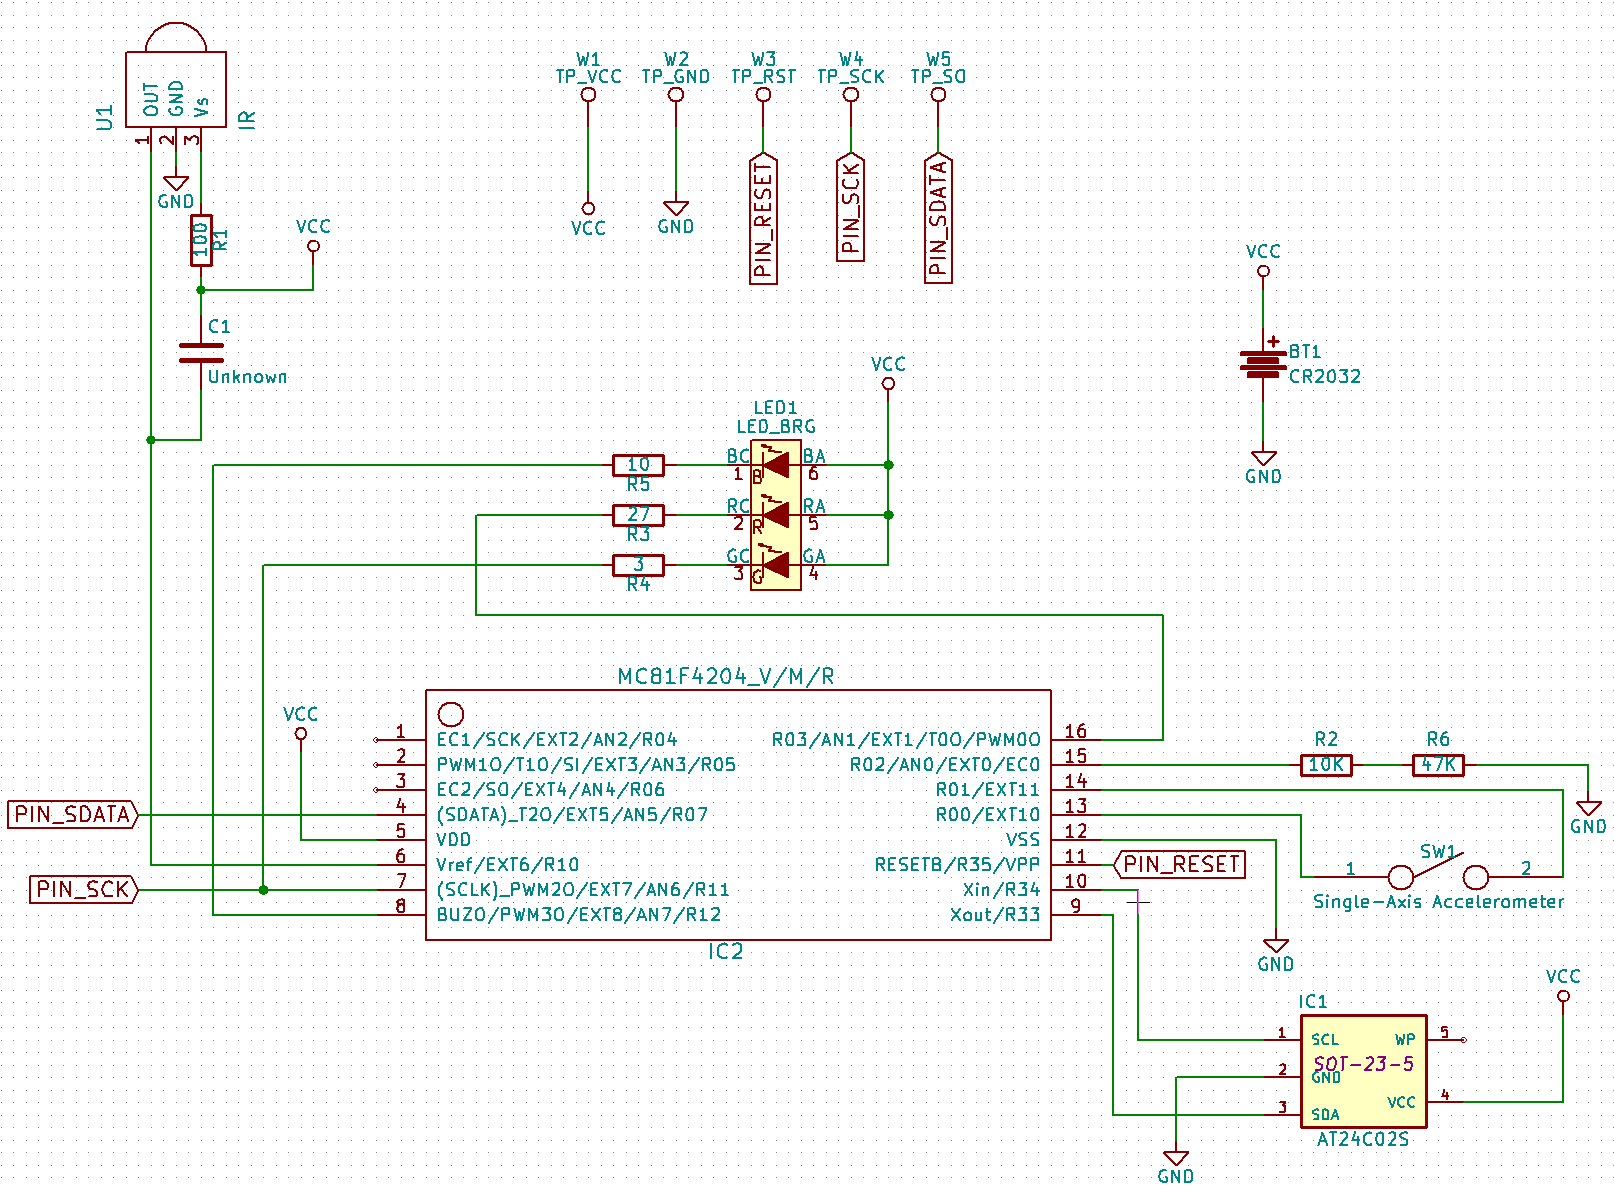 U1
OUT
GND
Vs
IR
1
2
3
GND
100
R1
VCC
C1
Unknown
W1
TP_VCC
VCC
W2
TP_GND
GND
W3
TP_RST
PIN_RESET
W4
TP_SCK
PIN_SCK
W5
TP_SO
PIN_SDATA
VCC
+
BT1
CR2032
GND
VCC
LED1
LED_BRG
10
R5
BC
1
B
BA
6
27
R3
RC
2
R
RA
5
3
R4
GC
3
G
GA
4
MC81F4204_V/M/R
VCC
1
EC1/SCK/EXT2/AN2/R04
2
PWM1O/T1O/SI/EXT3/AN3/R05
3
EC2/SO/EXT4/AN4/R06
PIN_SDATA
4
(SDATA)_T2O/EXT5/AN5/R07
5
VDD
6
Vref/EXT6/R10
PIN_SCK
7
(SCLK)_PWM2O/EXT7/AN6/R11
8
BUZO/PWM3O/EXT8/AN7/R12
R03/AN1/EXT1/T0O/PWM0O
16
R02/AN0/EXT0/EC0
15
R01/EXT11
14
R00/EXT10
13
VSS
12
RESETB/R35/VPP
11
PIN_RESET
Xin/R34
10
Xout/R33
9
IC2
R2
10K
R6
47K
GND
SW1
1
2
Single-Axis Accelerometer
GND
VCC
IC1
1
SCL
WP
5
SOT-23-5
2
GND
VCC
4
3
SDA
AT24C02S
GND